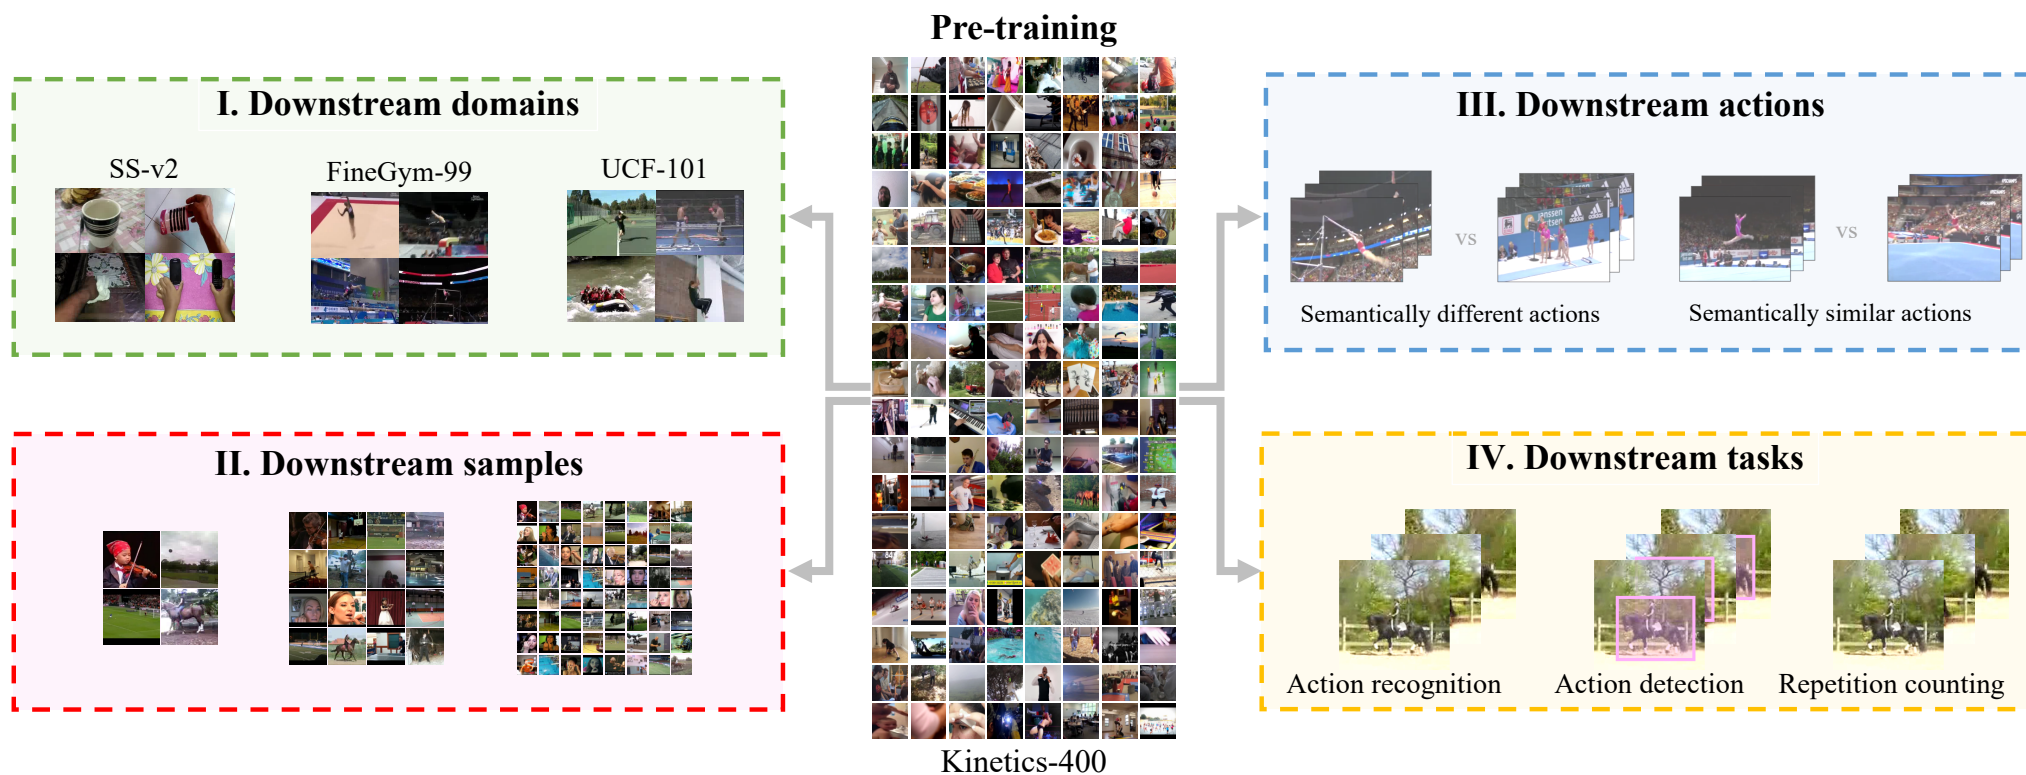 Pre-training
I. Downstream domains
SS-v2
FineGym-99
UCF-101
II. Downstream samples
Kinetics-400
III. Downstream actions
vs
vs
Semantically different actions
Semantically similar actions
IV. Downstream tasks
Action recognition
Action detection
Repetition counting